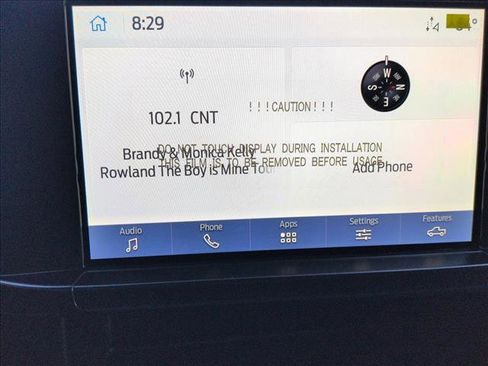 8:29
64°
W
S N
E
102.1 CNT
!!!CAUTION!!!
DO NOT TOUCH DISPLAY DURING INSTALLATION
THIS FILM IS TO BE REMOVED BEFORE USAGE
Brandy & Monica Kelly
Rowland The Boy is Mine Tour
Add Phone
Audio
Phone
Apps
Settings
Features